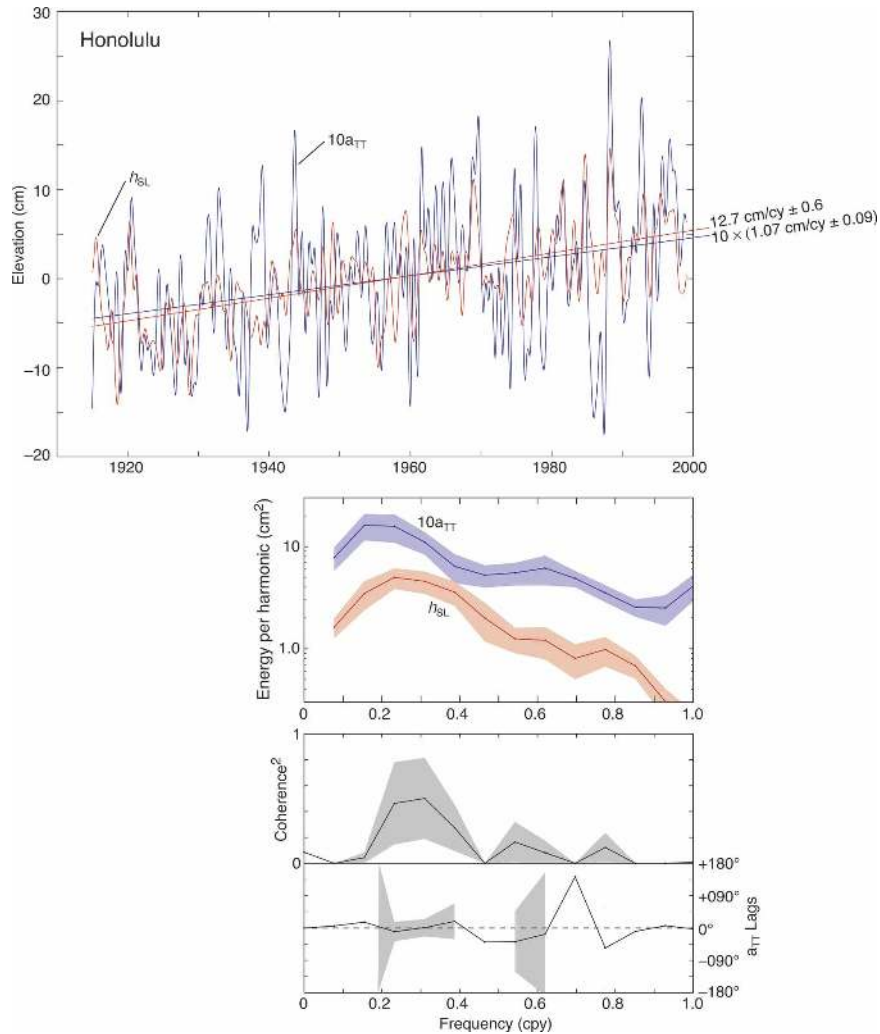 Honolulu
30
20
10
0
−10
−20
Elevation (cm)
10a_TT
h_SL
12.7 cm/cy ± 0.6
10 × (1.07 cm/cy ± 0.09)
1920
1940
1960
1980
2000
Energy per harmonic (cm²)
10
1.0
10a_TT
h_SL
0
0.2
0.4
0.6
0.8
1.0
Coherence²
1
0
+180°
+090°
0°
−090°
−180°
a_TT Lags
0
0.2
0.4
0.6
0.8
1.0
Frequency (cpy)